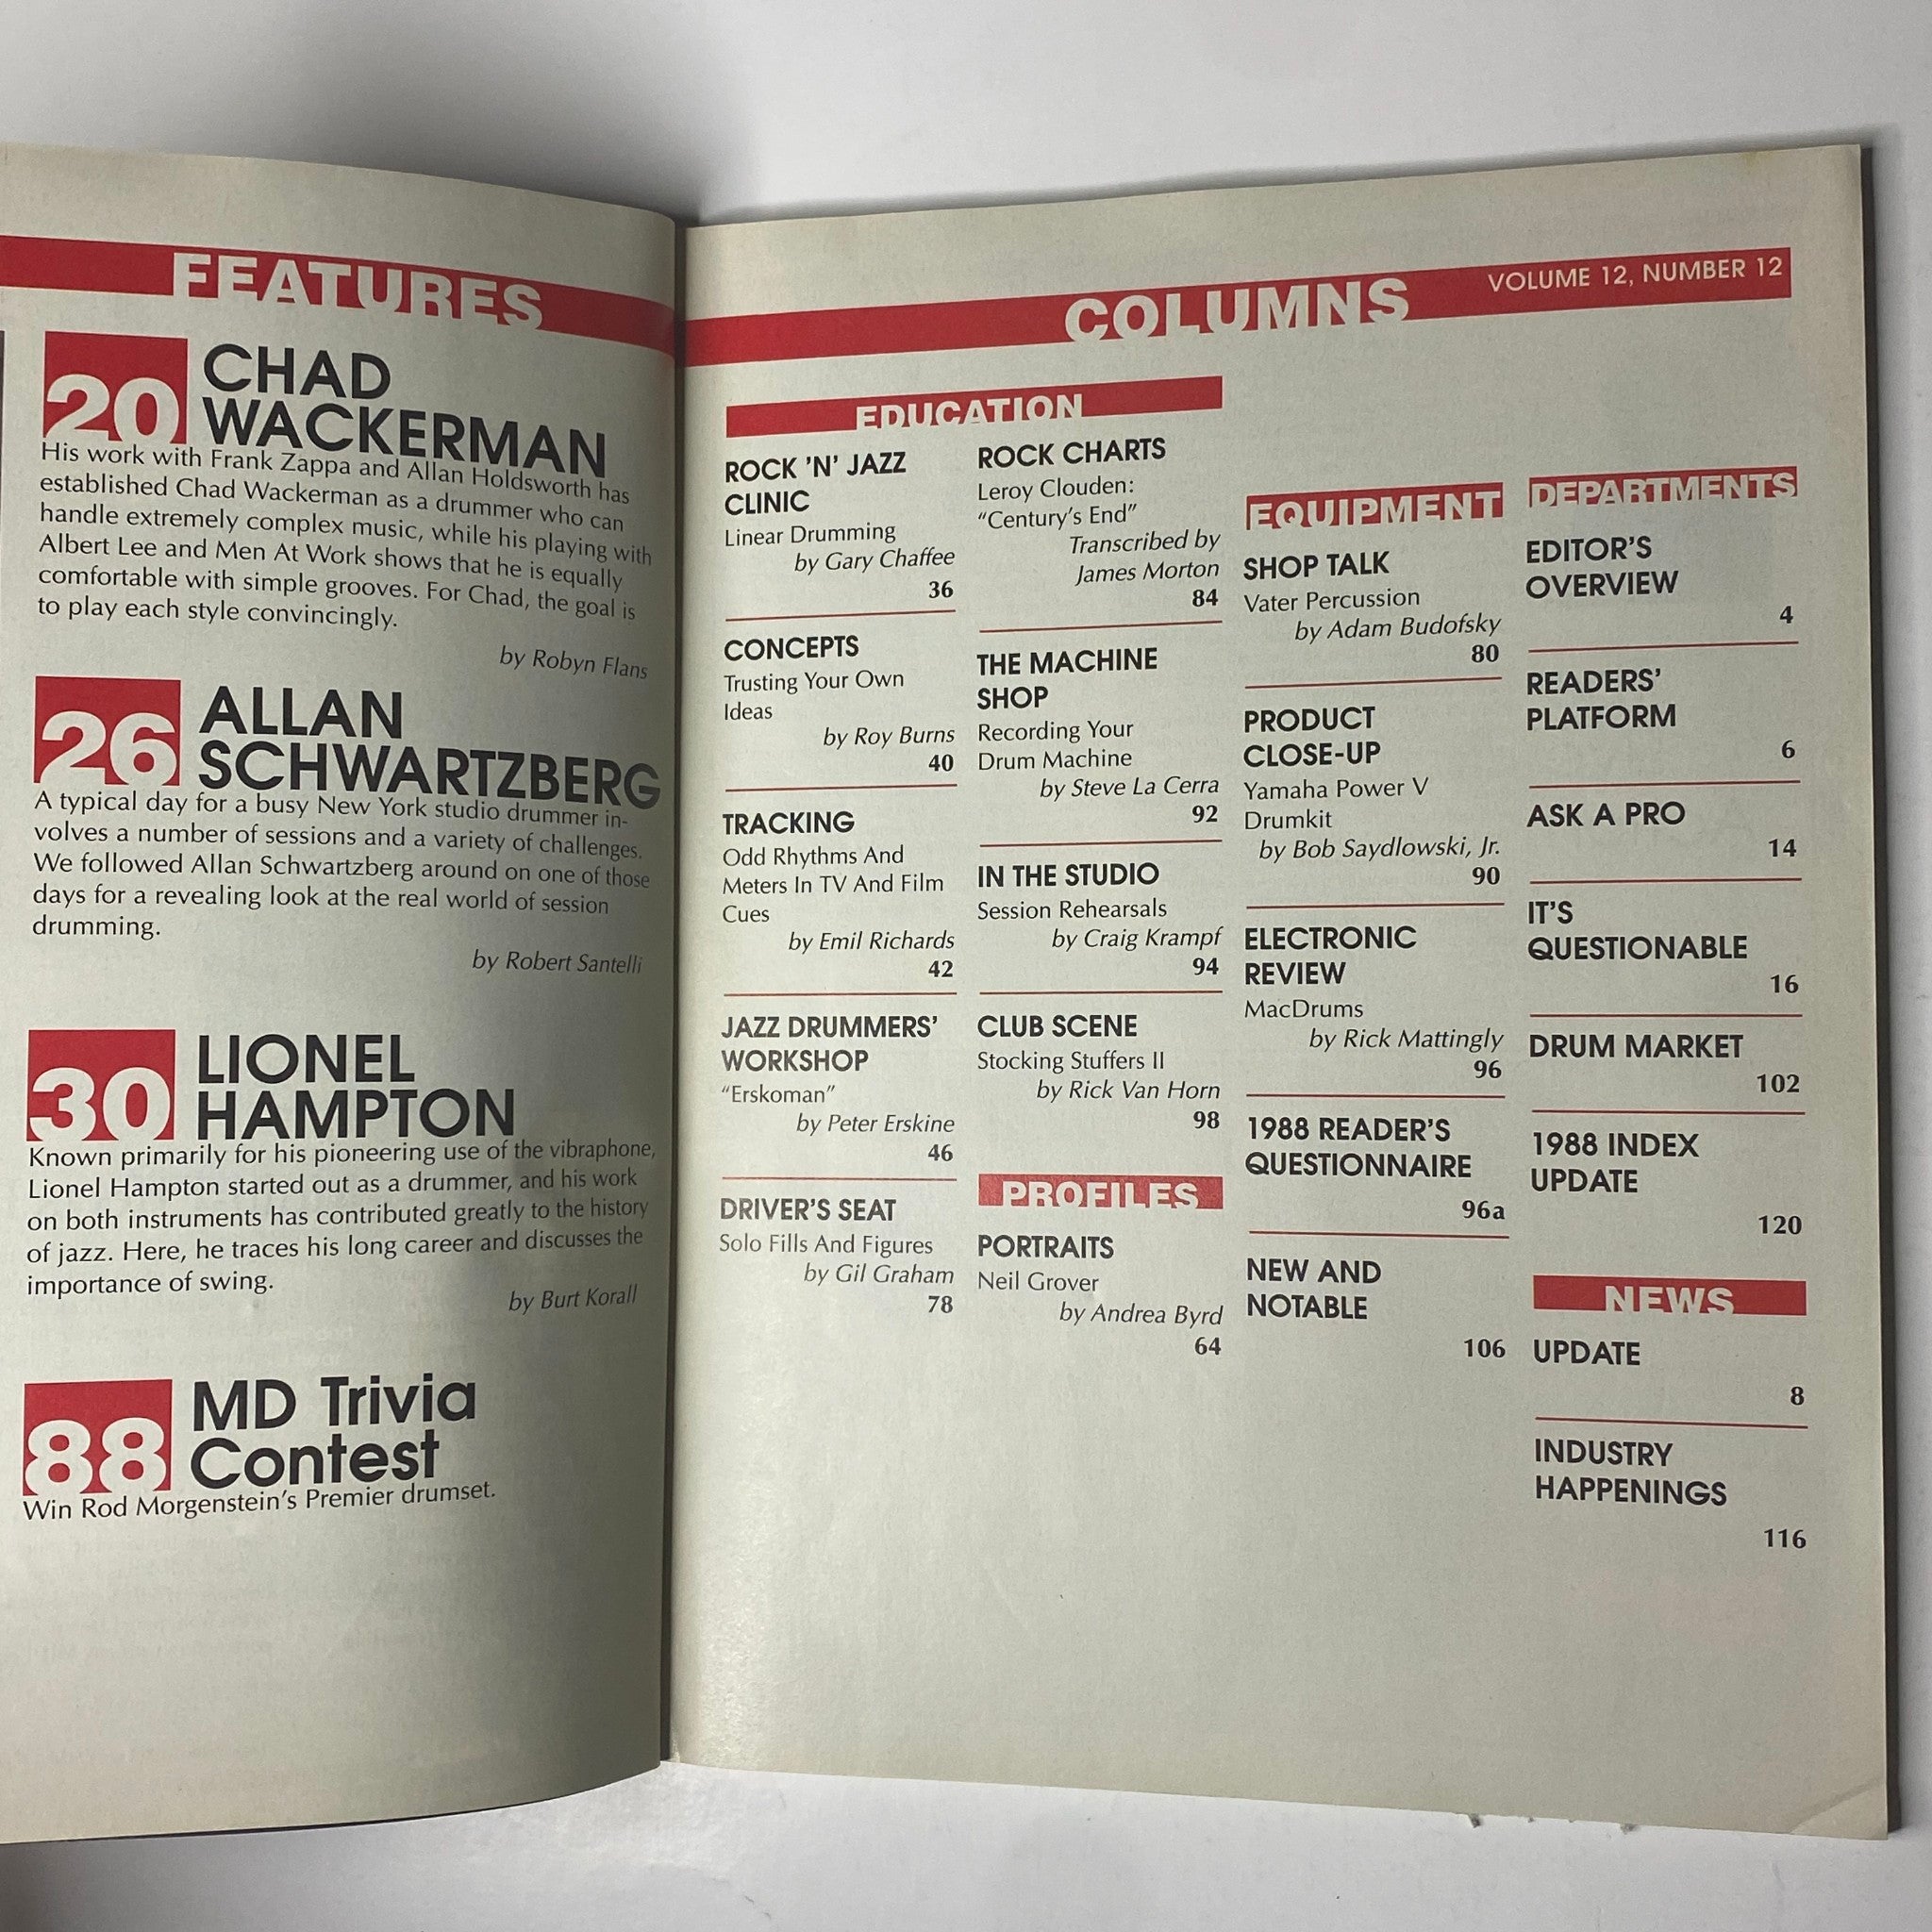 FEATURES
20
CHAD
WACKERMAN
His work with Frank Zappa and Allan Holdsworth has
established Chad Wackerman as a drummer who can
handle extremely complex music, while his playing with
Albert Lee and Men At Work shows that he is equally
comfortable with simple grooves. For Chad, the goal is
to play each style convincingly.
by Robyn Flans
26
ALLAN
SCHWARTZBERG
A typical day for a busy New York studio drummer in-
volves a number of sessions and a variety of challenges.
We followed Allan Schwartzberg around on one of those
days for a revealing look at the real world of session
drumming.
by Robert Santelli
30
LIONEL
HAMPTON
Known primarily for his pioneering use of the vibraphone,
Lionel Hampton started out as a drummer, and his work
on both instruments has contributed greatly to the history
of jazz. Here, he traces his long career and discusses the
importance of swing.
by Burt Korall
88
MD Trivia
Contest
Win Rod Morgenstein's Premier drumset.
COLUMNS
VOLUME 12, NUMBER 12
EDUCATION
ROCK 'N' JAZZ
CLINIC
Linear Drumming
by Gary Chaffee
36
CONCEPTS
Trusting Your Own
Ideas
by Roy Burns
40
TRACKING
Odd Rhythms And
Meters In TV And Film
Cues
by Emil Richards
42
JAZZ DRUMMERS'
WORKSHOP
"Erskoman"
by Peter Erskine
46
DRIVER'S SEAT
Solo Fills And Figures
by Gil Graham
78
ROCK CHARTS
Leroy Clouden:
"Century's End"
Transcribed by
James Morton
84
THE MACHINE
SHOP
Recording Your
Drum Machine
by Steve La Cerra
92
IN THE STUDIO
Session Rehearsals
by Craig Krampf
94
CLUB SCENE
Stocking Stuffers II
by Rick Van Horn
98
PROFILES
PORTRAITS
Neil Grover
by Andrea Byrd
64
EQUIPMENT
SHOP TALK
Vater Percussion
by Adam Budofsky
80
PRODUCT
CLOSE-UP
Yamaha Power V
Drumkit
by Bob Saydlowski, Jr.
90
ELECTRONIC
REVIEW
MacDrums
by Rick Mattingly
96
1988 READER'S
QUESTIONNAIRE
96a
NEW AND
NOTABLE
106
DEPARTMENTS
EDITOR'S
OVERVIEW
4
READERS'
PLATFORM
6
ASK A PRO
14
IT'S
QUESTIONABLE
16
DRUM MARKET
102
1988 INDEX
UPDATE
120
NEWS
UPDATE
8
INDUSTRY
HAPPENINGS
116